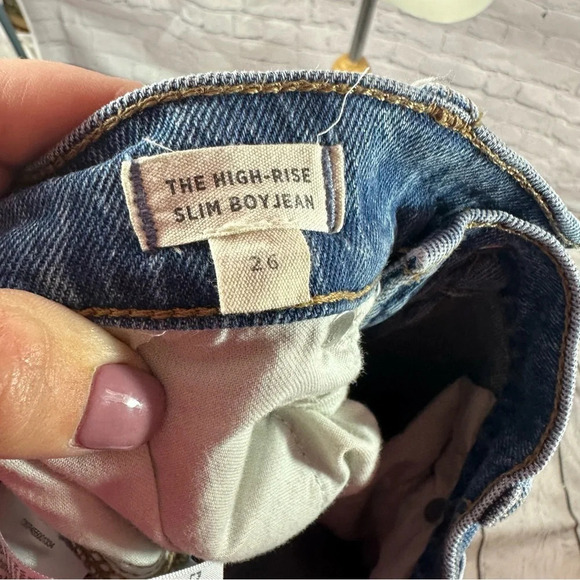 THE HIGH-RISE
SLIM BOYJEAN
26